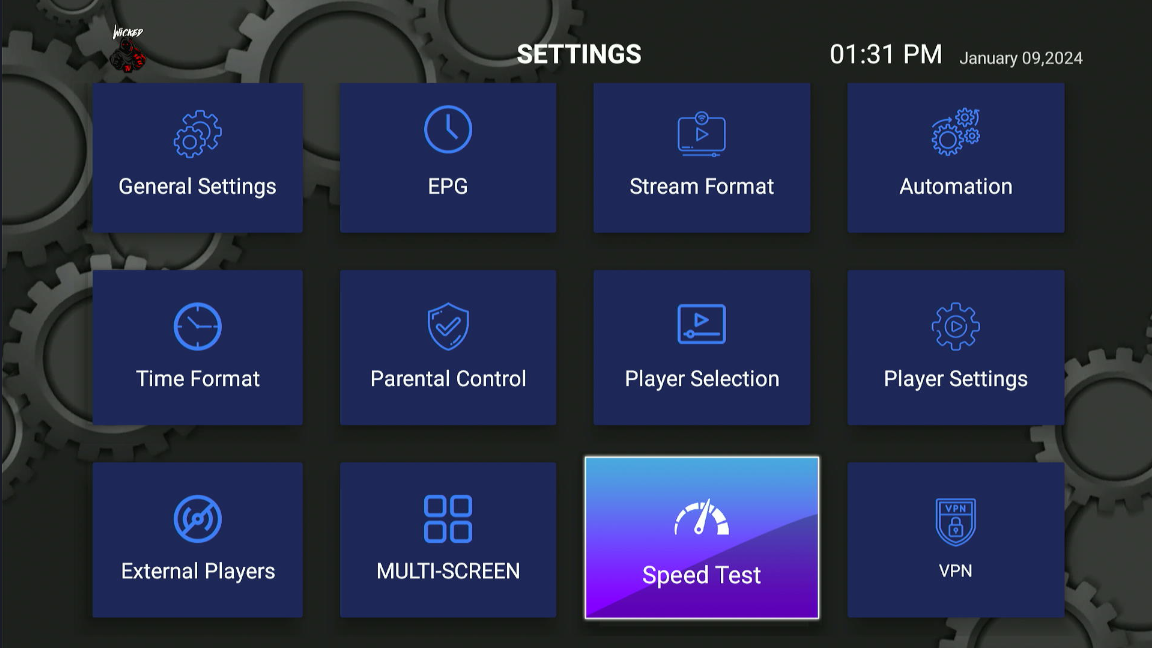 WICKED
SETTINGS
01:31 PM
January 09,2024
General Settings
EPG
Stream Format
Automation
Time Format
Parental Control
Player Selection
Player Settings
External Players
MULTI-SCREEN
Speed Test
VPN
VPN